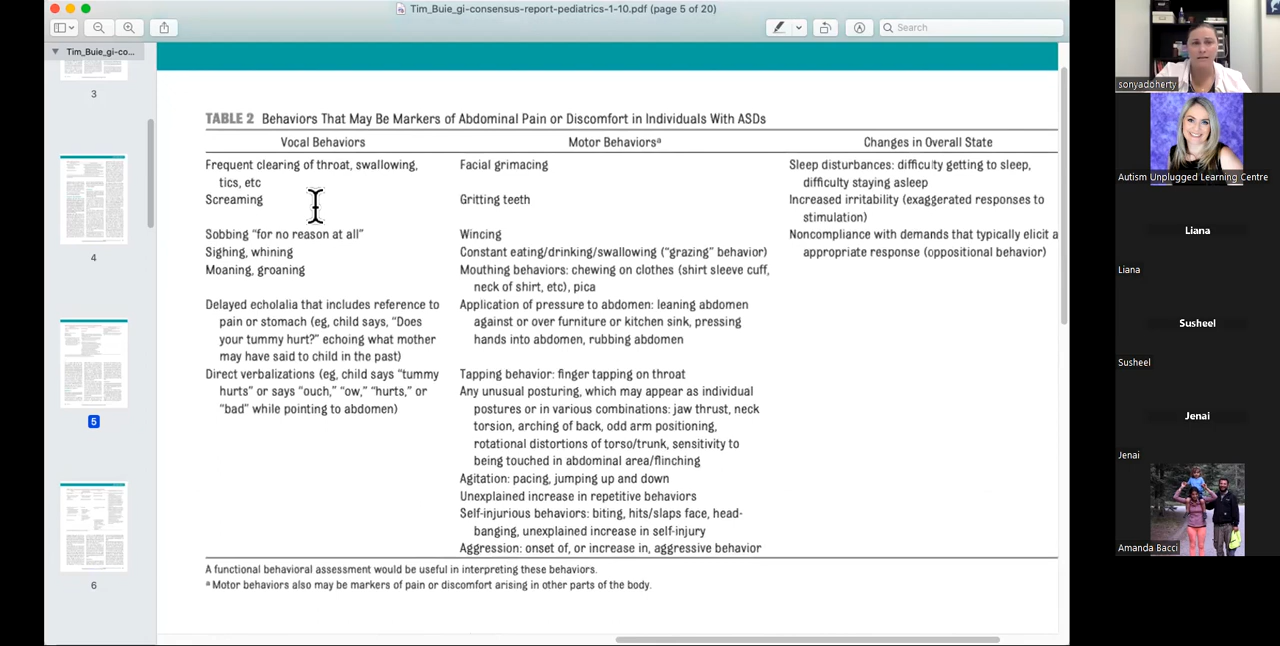 Tim_Buie_gi-consensus-report-pediatrics-1-10.pdf (page 5 of 20)
Search
Tim_Buie_gi-co...
3
4
5
6
TABLE 2 Behaviors That May Be Markers of Abdominal Pain or Discomfort in Individuals With ASDs
Vocal Behaviors
Frequent clearing of throat, swallowing,
tics, etc
Screaming
Sobbing "for no reason at all"
Sighing, whining
Moaning, groaning
Delayed echolalia that includes reference to
pain or stomach (eg, child says, "Does
your tummy hurt?" echoing what mother
may have said to child in the past)
Direct verbalizations (eg, child says "tummy
hurts" or says "ouch," "ow," "hurts," or
"bad" while pointing to abdomen)
Motor Behaviorsᵃ
Facial grimacing
Gritting teeth
Wincing
Constant eating/drinking/swallowing ("grazing" behavior)
Mouthing behaviors: chewing on clothes (shirt sleeve cuff,
neck of shirt, etc), pica
Application of pressure to abdomen: leaning abdomen
against or over furniture or kitchen sink, pressing
hands into abdomen, rubbing abdomen
Tapping behavior: finger tapping on throat
Any unusual posturing, which may appear as individual
postures or in various combinations: jaw thrust, neck
torsion, arching of back, odd arm positioning,
rotational distortions of torso/trunk, sensitivity to
being touched in abdominal area/flinching
Agitation: pacing, jumping up and down
Unexplained increase in repetitive behaviors
Self-injurious behaviors: biting, hits/slaps face, head-
banging, unexplained increase in self-injury
Aggression: onset of, or increase in, aggressive behavior
Changes in Overall State
Sleep disturbances: difficulty getting to sleep,
difficulty staying asleep
Increased irritability (exaggerated responses to
stimulation)
Noncompliance with demands that typically elicit a
appropriate response (oppositional behavior)
A functional behavioral assessment would be useful in interpreting these behaviors.
ᵃ Motor behaviors also may be markers of pain or discomfort arising in other parts of the body.
sonyadoherty
Autism Unplugged Learning Centre
Liana
Liana
Susheel
Susheel
Jenai
Jenai
Amanda Bacci